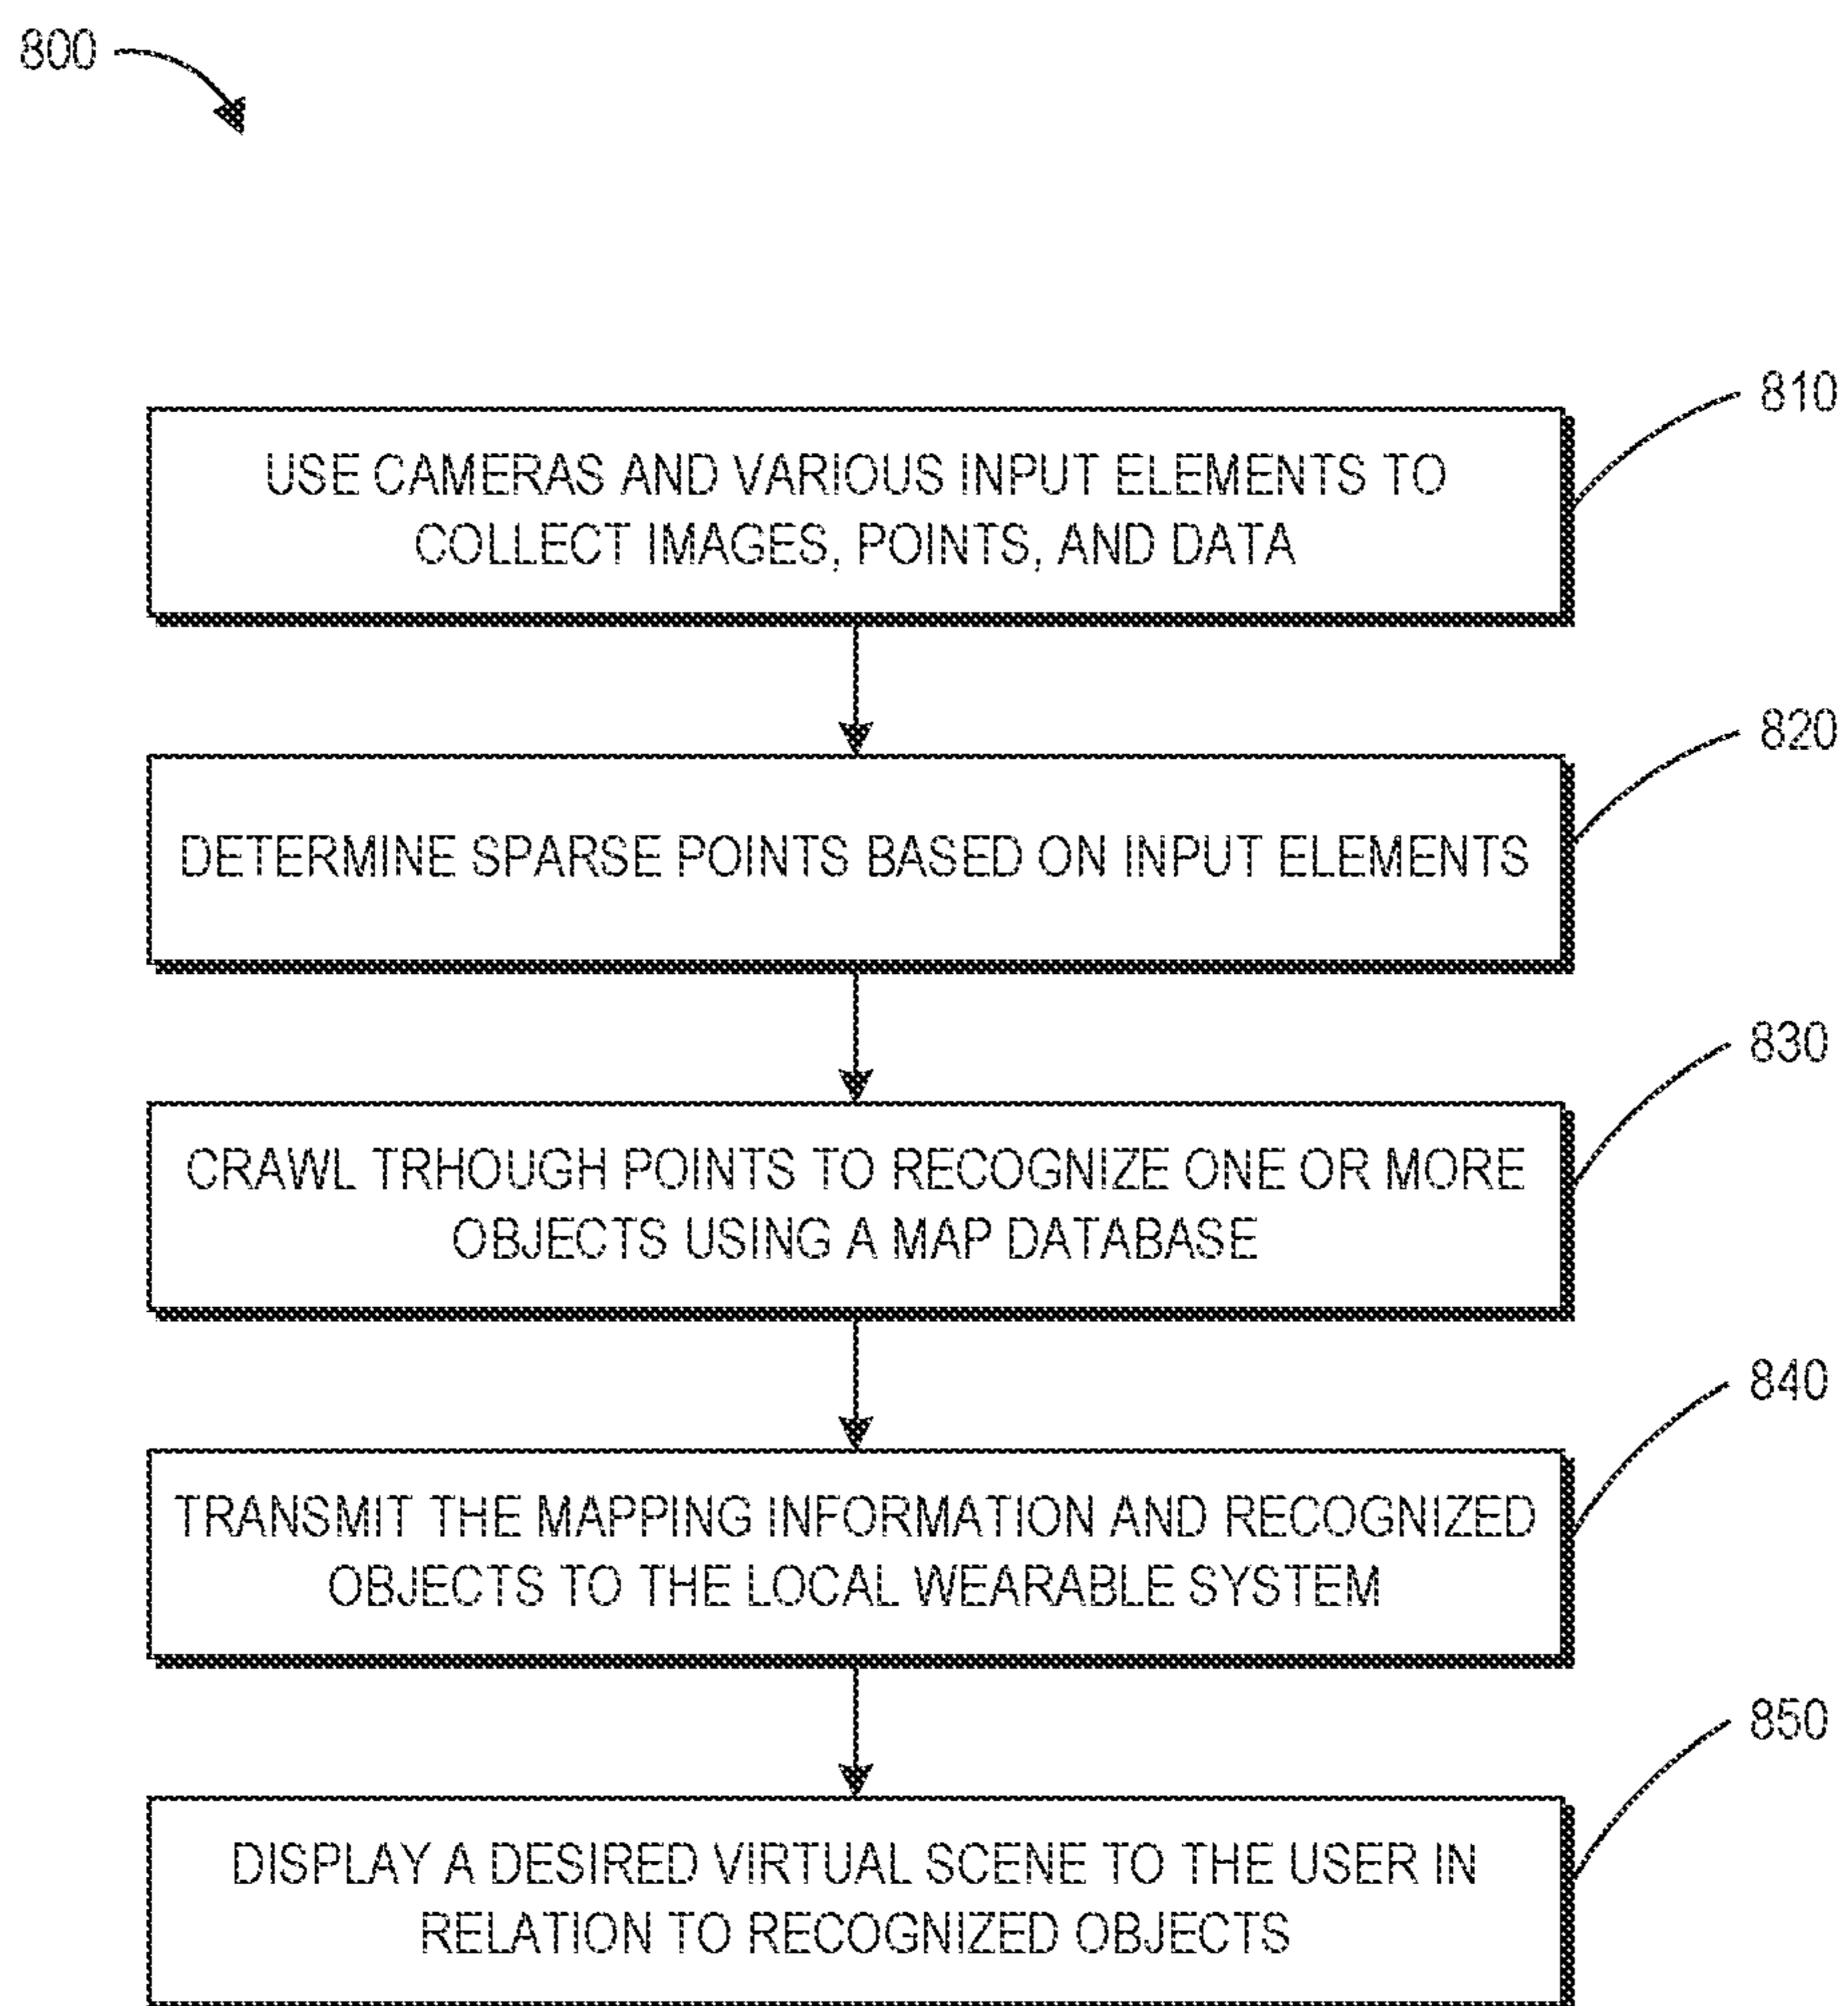 800
810
USE CAMERAS AND VARIOUS INPUT ELEMENTS TO
COLLECT IMAGES, POINTS, AND DATA
820
DETERMINE SPARSE POINTS BASED ON INPUT ELEMENTS
830
CRAWL TRHOUGH POINTS TO RECOGNIZE ONE OR MORE
OBJECTS USING A MAP DATABASE
840
TRANSMIT THE MAPPING INFORMATION AND RECOGNIZED
OBJECTS TO THE LOCAL WEARABLE SYSTEM
850
DISPLAY A DESIRED VIRTUAL SCENE TO THE USER IN
RELATION TO RECOGNIZED OBJECTS